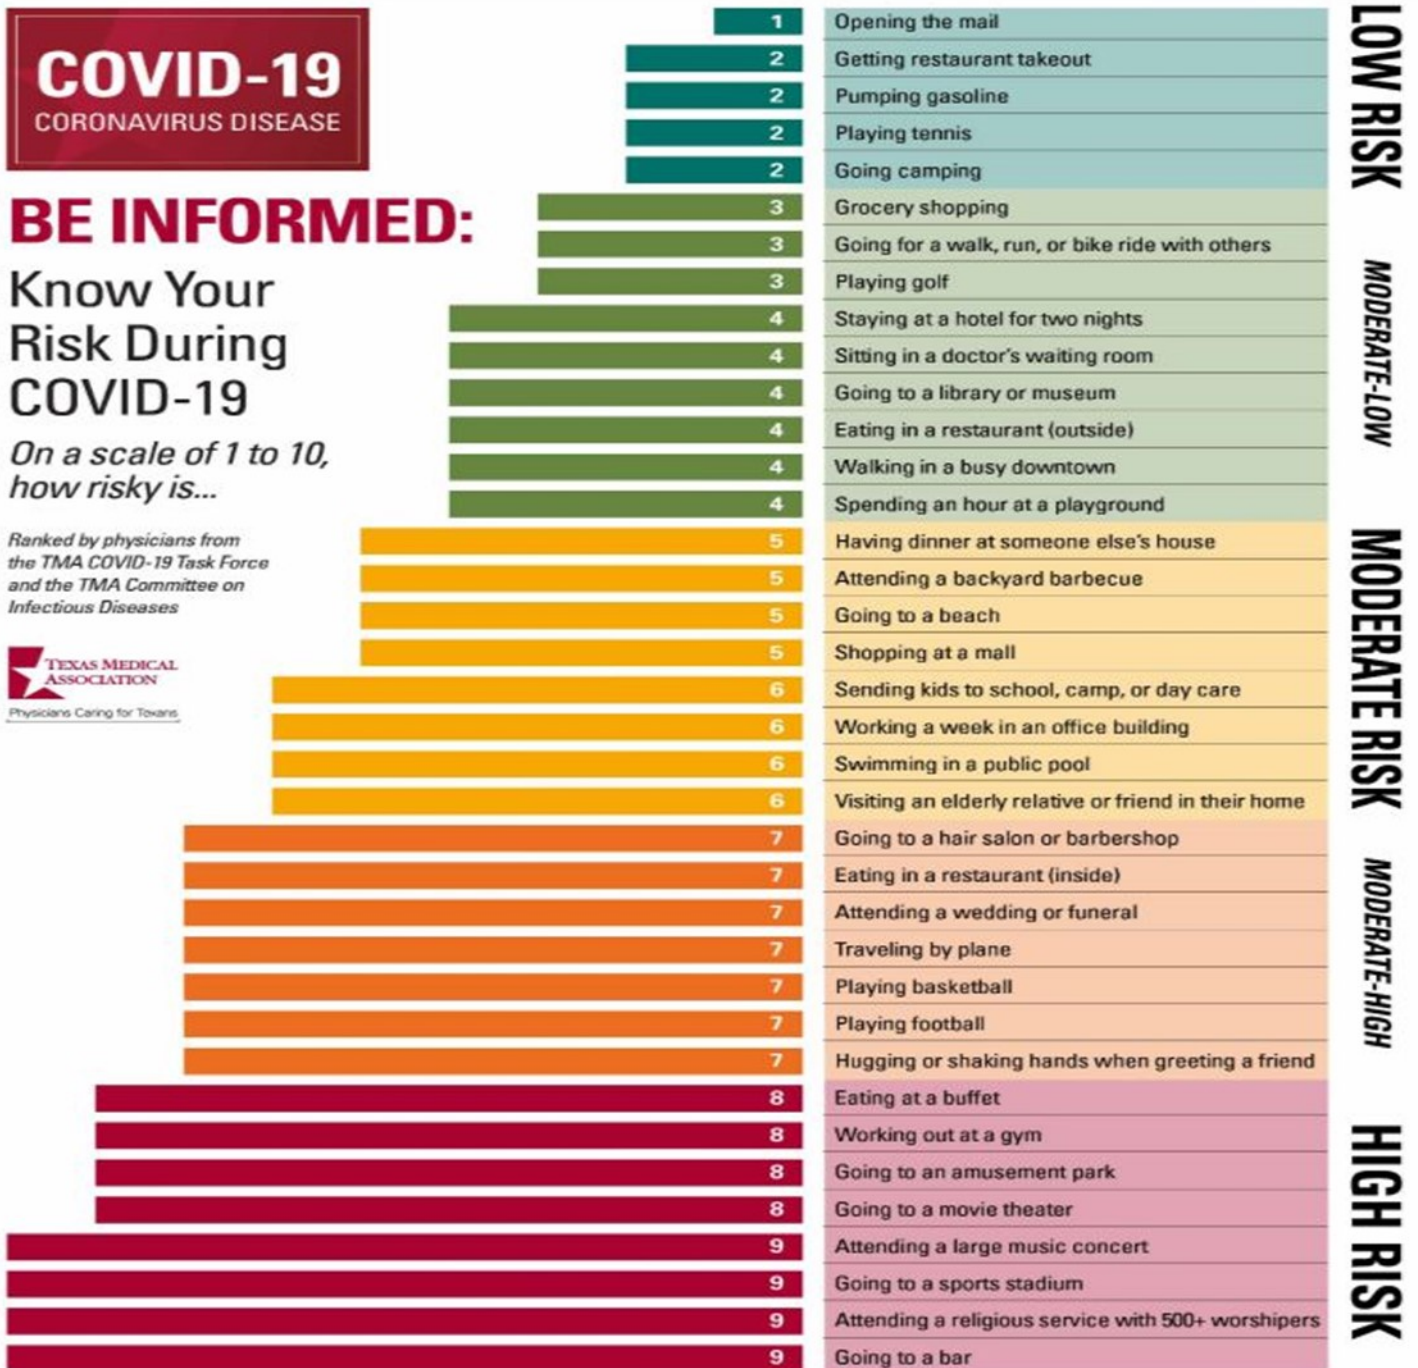 COVID-19
CORONAVIRUS DISEASE
BE INFORMED:
Know Your
Risk During
COVID-19
On a scale of 1 to 10,
how risky is...
Ranked by physicians from
the TMA COVID-19 Task Force
and the TMA Committee on
Infectious Diseases
TEXAS MEDICAL
ASSOCIATION
Physicians Caring for Texans
1 Opening the mail
2 Getting restaurant takeout
2 Pumping gasoline
2 Playing tennis
2 Going camping
3 Grocery shopping
3 Going for a walk, run, or bike ride with others
3 Playing golf
4 Staying at a hotel for two nights
4 Sitting in a doctor's waiting room
4 Going to a library or museum
4 Eating in a restaurant (outside)
4 Walking in a busy downtown
4 Spending an hour at a playground
5 Having dinner at someone else's house
5 Attending a backyard barbecue
5 Going to a beach
5 Shopping at a mall
6 Sending kids to school, camp, or day care
6 Working a week in an office building
6 Swimming in a public pool
6 Visiting an elderly relative or friend in their home
7 Going to a hair salon or barbershop
7 Eating in a restaurant (inside)
7 Attending a wedding or funeral
7 Traveling by plane
7 Playing basketball
7 Playing football
7 Hugging or shaking hands when greeting a friend
8 Eating at a buffet
8 Working out at a gym
8 Going to an amusement park
8 Going to a movie theater
9 Attending a large music concert
9 Going to a sports stadium
9 Attending a religious service with 500+ worshipers
9 Going to a bar
LOW RISK
MODERATE-LOW
MODERATE RISK
MODERATE-HIGH
HIGH RISK